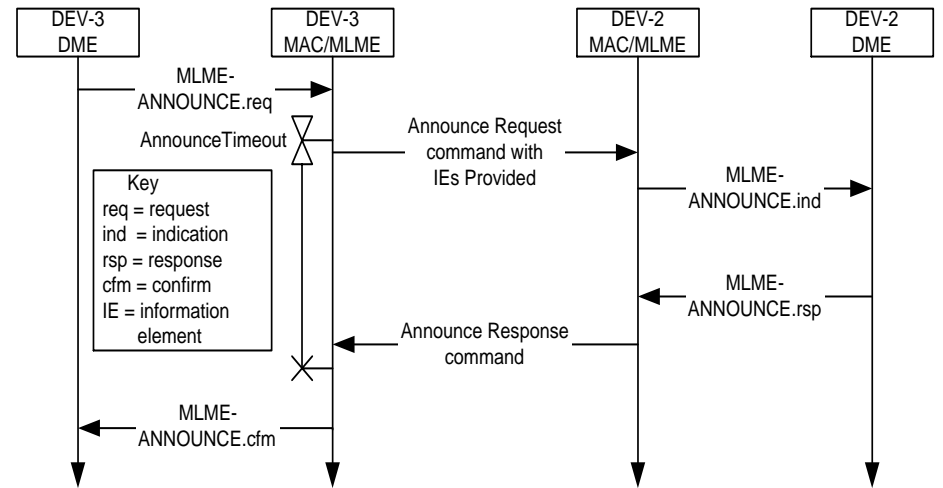 DEV-3
DME
DEV-3
MAC/MLME
DEV-2
MAC/MLME
DEV-2
DME
MLME-
ANNOUNCE.req
AnnounceTimeout
Announce Request
command with
IEs Provided
MLME-
ANNOUNCE.ind
Key
req = request
ind = indication
rsp = response
cfm = confirm
IE = information
element
MLME-
ANNOUNCE.rsp
Announce Response
command
MLME-
ANNOUNCE.cfm